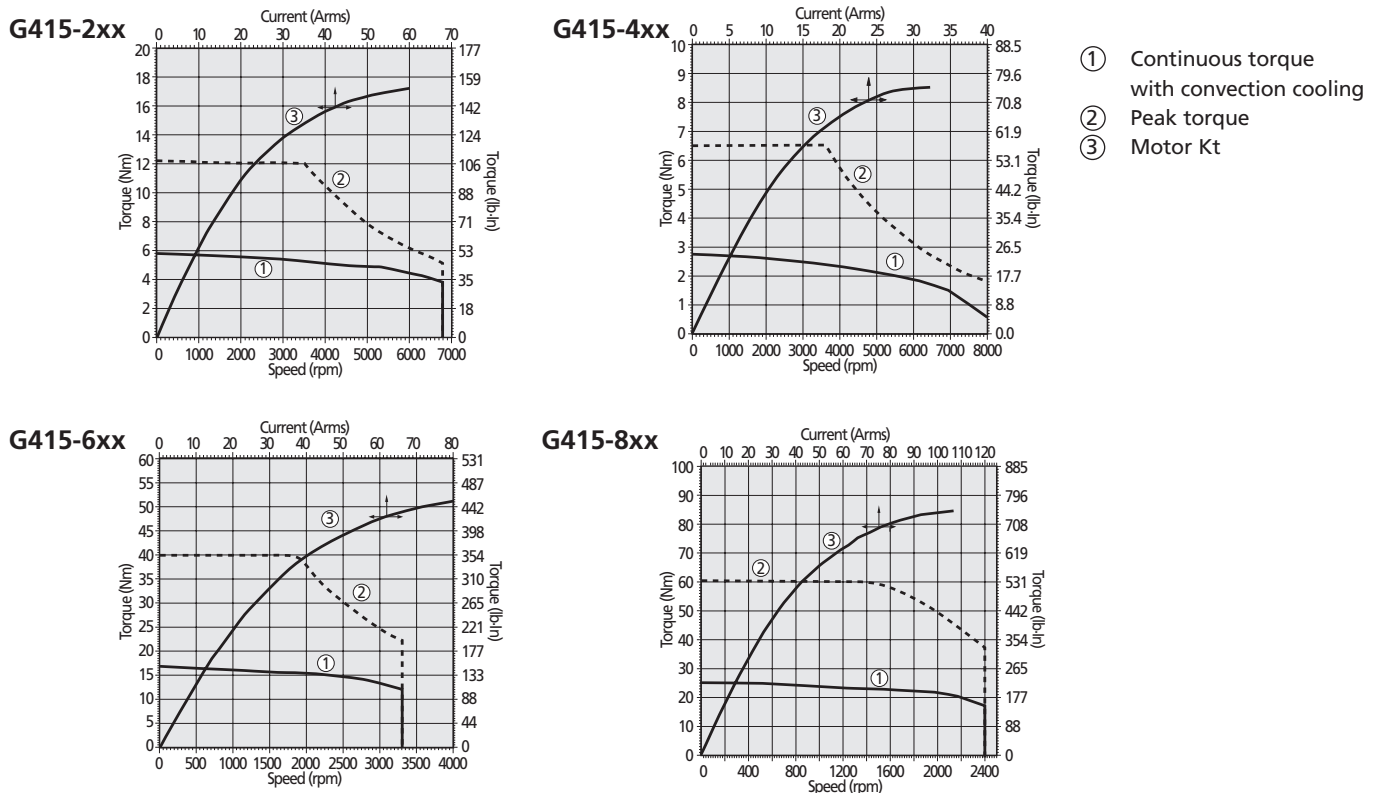 G415-2xx
Current (Arms)
0 10 20 30 40 50 60 70
20 18 16 14 12 10 8 6 4 2 0
Torque (Nm)
177 159 142 124 106 88 71 53 35 18 0
Torque (lb-In)
③
②
①
0 1000 2000 3000 4000 5000 6000 7000
Speed (rpm)
G415-4xx
Current (Arms)
0 5 10 15 20 25 30 35 40
10 9 8 7 6 5 4 3 2 1 0
Torque (Nm)
88.5 79.6 70.8 61.9 53.1 44.2 35.4 26.5 17.7 8.8 0.0
Torque (lb-In)
③
②
①
0 1000 2000 3000 4000 5000 6000 7000 8000
Speed (rpm)
① Continuous torque
with convection cooling
② Peak torque
③ Motor Kt
G415-6xx
Current (Arms)
0 10 20 30 40 50 60 70 80
60 55 50 45 40 35 30 25 20 15 10 5 0
Torque (Nm)
531 487 442 398 354 310 265 221 177 133 88 44 0
Torque (lb-In)
③
②
①
0 500 1000 1500 2000 2500 3000 3500 4000
Speed (rpm)
G415-8xx
Current (Arms)
0 10 20 30 40 50 60 70 80 90 100 110 120
100 90 80 70 60 50 40 30 20 10 0
Torque (Nm)
885 796 708 619 531 442 354 265 177 88 0
Torque (lb-In)
③
②
①
0 400 800 1200 1600 2000 2400
Speed (rpm)